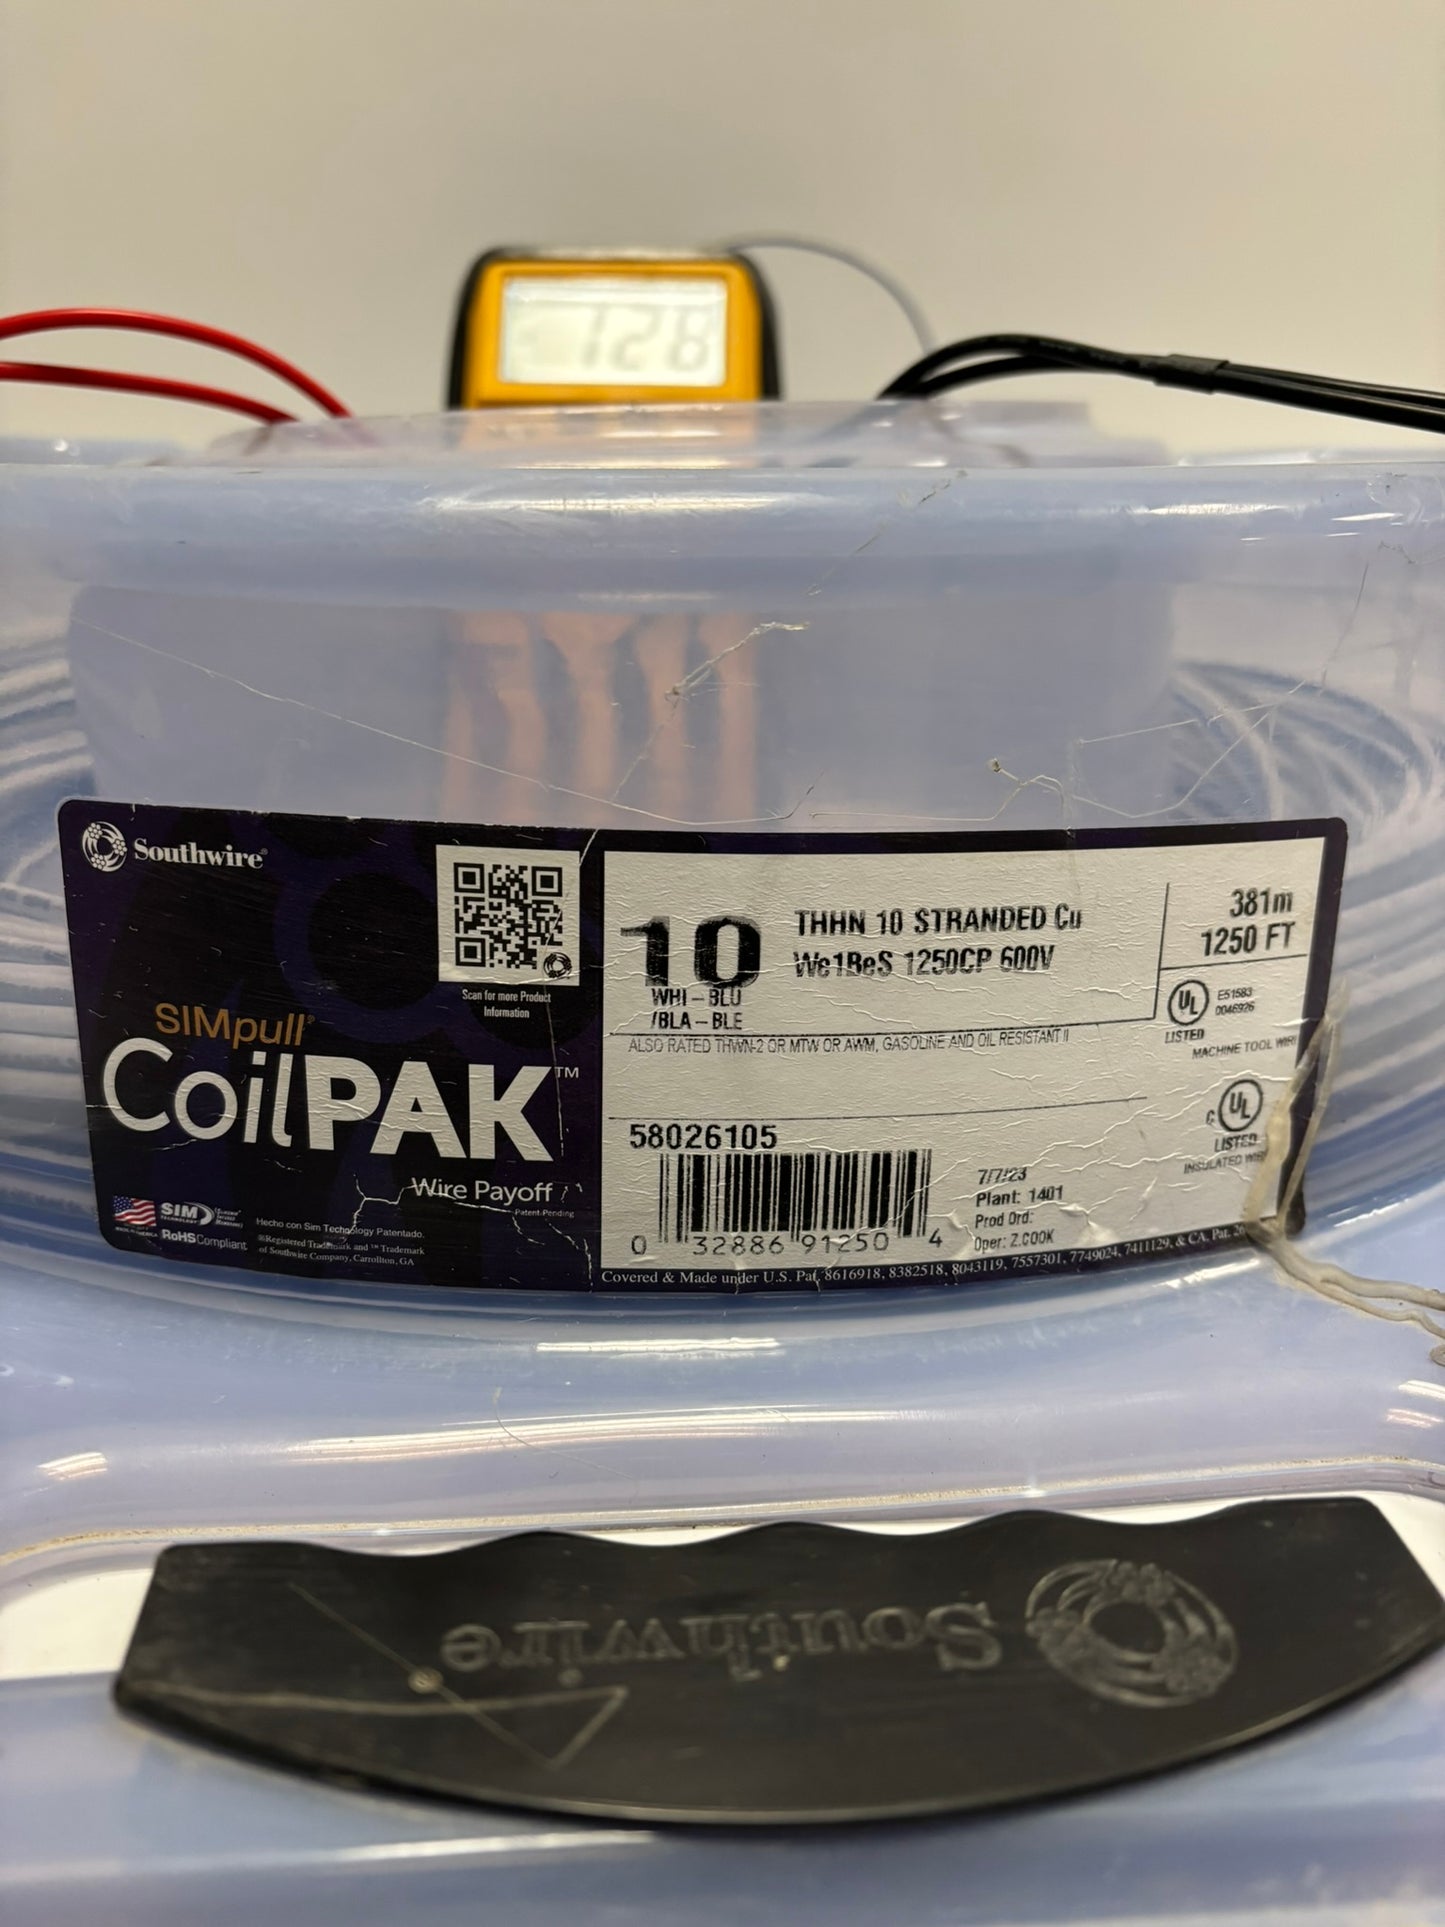 128
Southwire®
Scan for more Product
Information
SIMpull®
CoilPAK™
Wire Payoff
Patent-Pending
SIM
TECHNOLOGY
RoHS Compliant
Hecho con Sim Technology Patentado.
®Registered Trademark and ™ Trademark
of Southwire Company, Carrollton, GA
10
WHI-BLU
/BLA-BLE
THHN 10 STRANDED Cu
We1BeS 1250CP 600V
381m
1250 FT
ALSO RATED THWN-2 OR MTW OR AWM, GASOLINE AND OIL RESISTANT II
UL
E51583
0046926
LISTED
MACHINE TOOL WIRE
C UL
LISTED
INSULATED WIRE
58026105
0 32886 91250 4
7/7/23
Plant: 1401
Prod Ord:
Oper: Z.COOK
Covered & Made under U.S. Pat. 8616918, 8382518, 8043119, 7557301, 7749024, 7411129, & CA. Pat.
Southwire